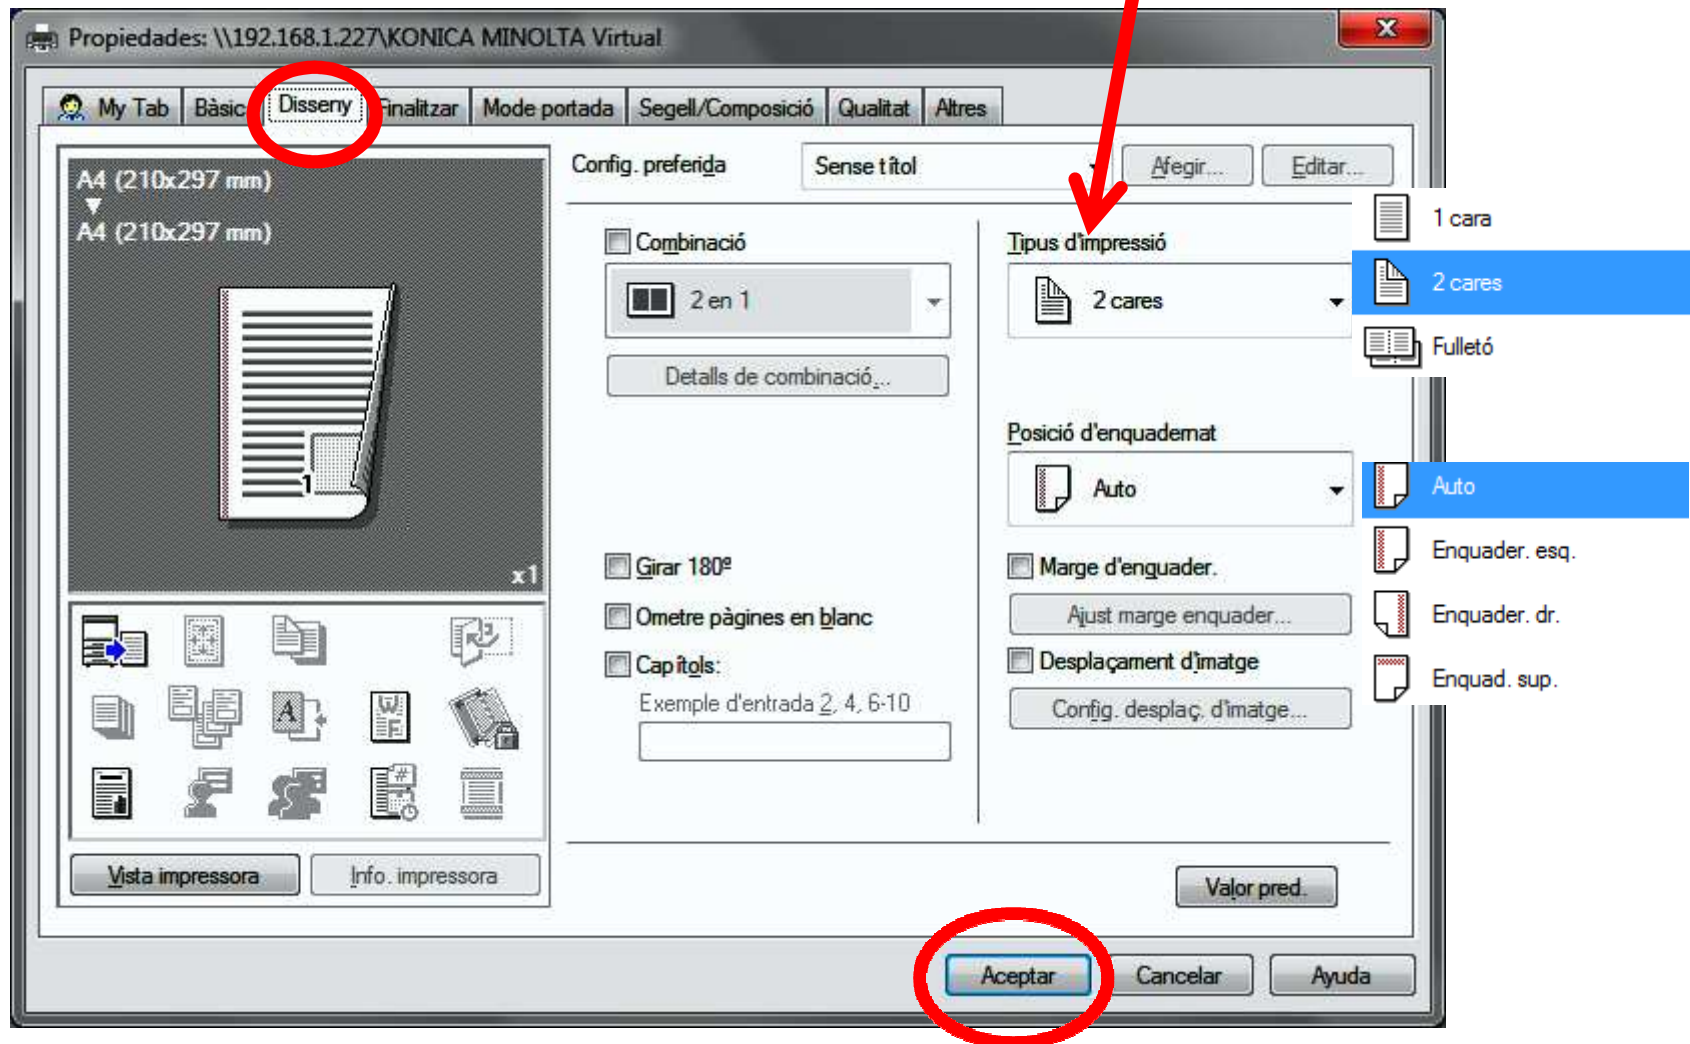 Propiedades: \\192.168.1.227\KONICA MINOLTA Virtual
My Tab
Bàsic
Disseny
Finalitzar
Mode portada
Segell/Composició
Qualitat
Altres
A4 (210x297 mm)
A4 (210x297 mm)
1
x1
Vista impressora
Info. impressora
Config. preferida
Sense títol
Afegir...
Editar...
Combinació
2 en 1
Detalls de combinació...
Girar 180º
Ometre pàgines en blanc
Capítols:
Exemple d'entrada 2, 4, 6-10
Tipus d'impressió
2 cares
1 cara
2 cares
Fulletó
Posició d'enquadernat
Auto
Auto
Enquader. esq.
Enquader. dr.
Enquad. sup.
Marge d'enquader.
Ajust marge enquader...
Desplaçament d'imatge
Config. desplaç. d'imatge...
Valor pred.
Aceptar
Cancelar
Ayuda